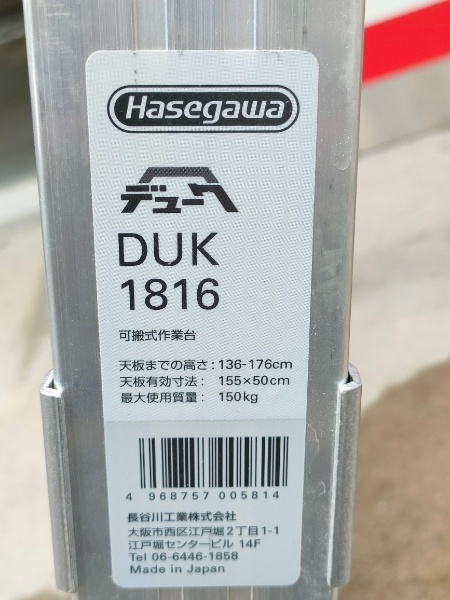 Hasegawa
デューク
DUK
1816
可搬式作業台
天板までの高さ: 136-176cm
天板有効寸法: 155×50cm
最大使用質量: 150kg
4 968757 005814
長谷川工業株式会社
大阪市西区江戸堀2丁目1-1
江戸堀センタービル 14F
Tel 06-6446-1858
Made in Japan